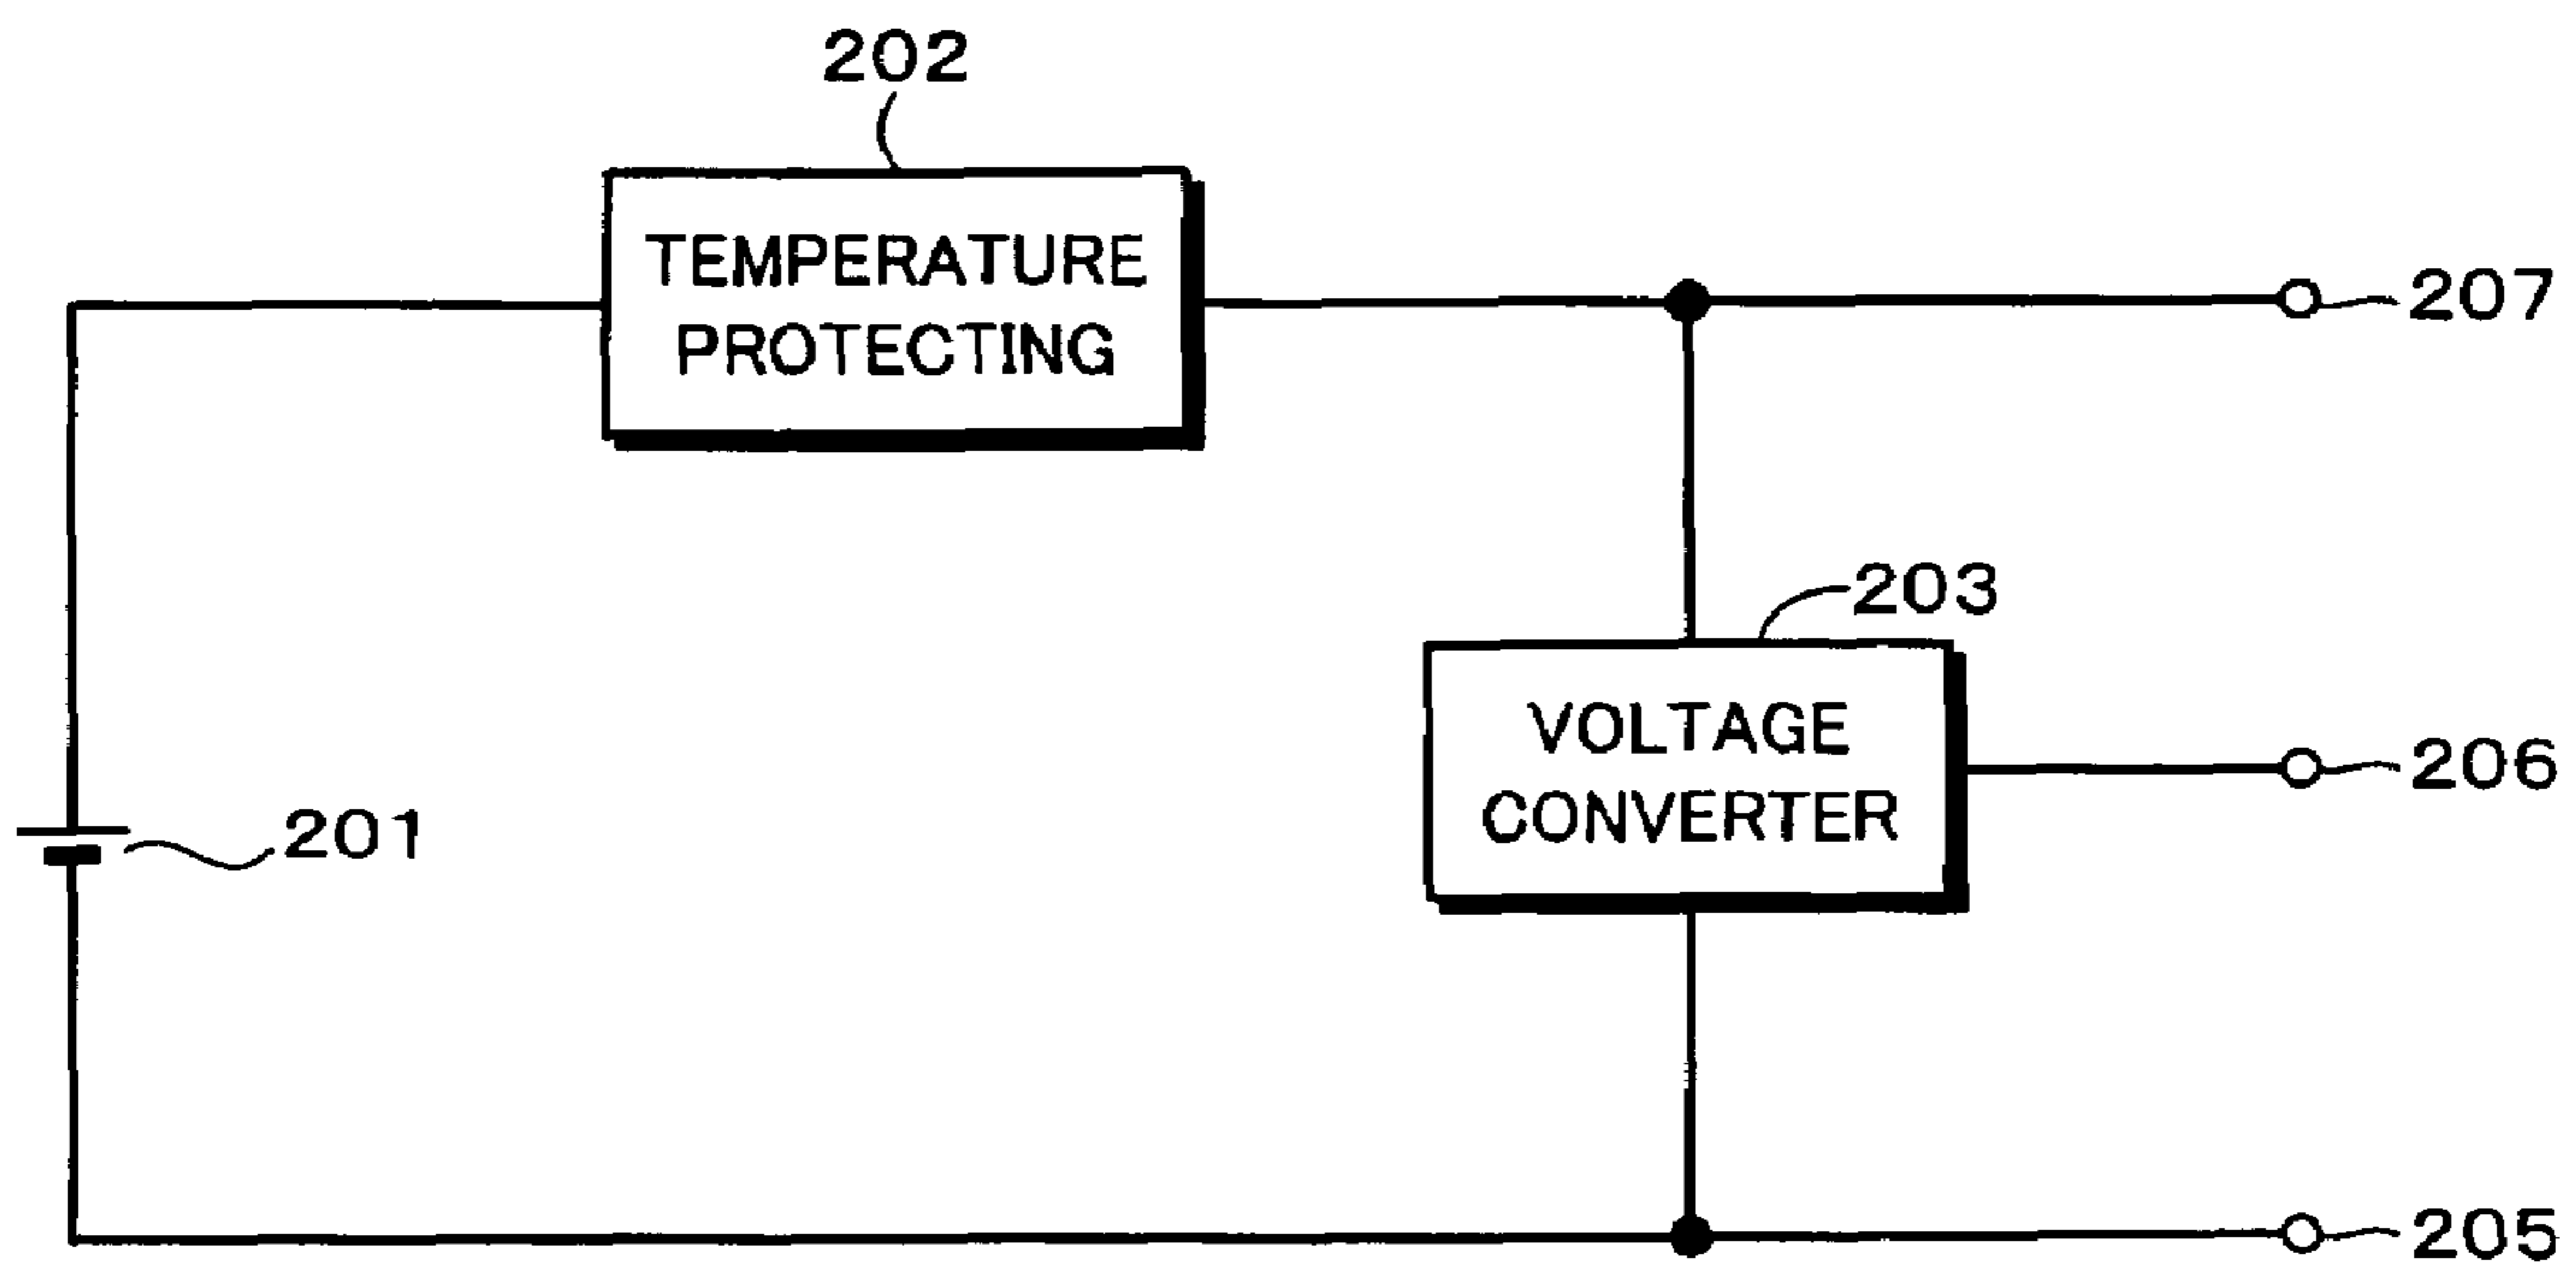 202
TEMPERATURE
PROTECTING
207
203
VOLTAGE
CONVERTER
206
201
205